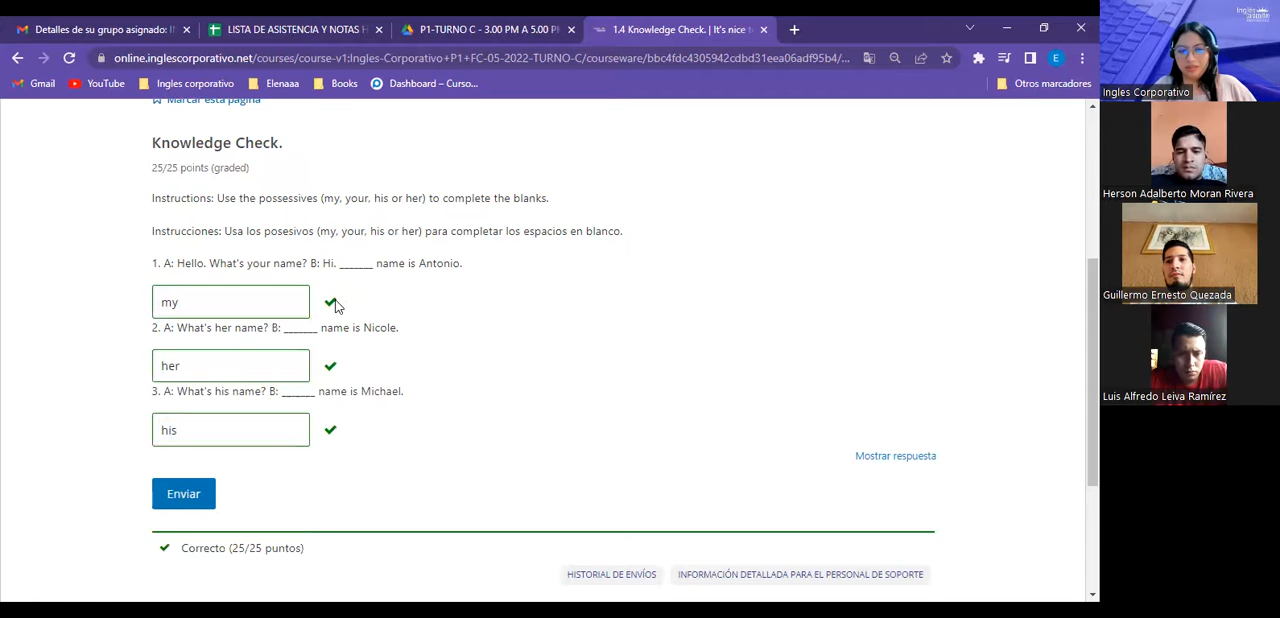 Detalles de su grupo asignado: I
LISTA DE ASISTENCIA Y NOTAS
P1-TURNO C - 3.00 PM A 5.00 P
1.4 Knowledge Check. | It's nice t
online.inglescorporativo.net/courses/course-v1:Ingles-Corporativo+P1+FC-05-2022-TURNO-C/courseware/bbc4fdc4305942cdbd31eea06adf95b4/...
E
Gmail
YouTube
Ingles corporativo
Elenaaa
Books
Dashboard – Curso...
Otros marcadores
Marcar esta página
Knowledge Check.
25/25 points (graded)
Instructions: Use the possessives (my, your, his or her) to complete the blanks.
Instrucciones: Usa los posesivos (my, your, his or her) para completar los espacios en blanco.
1. A: Hello. What's your name? B: Hi. _______ name is Antonio.
my
2. A: What's her name? B: _______ name is Nicole.
her
3. A: What's his name? B: _______ name is Michael.
his
Mostrar respuesta
Enviar
Correcto (25/25 puntos)
HISTORIAL DE ENVÍOS
INFORMACIÓN DETALLADA PARA EL PERSONAL DE SOPORTE
Ingles Corporativo
Herson Adalberto Moran Rivera
Guillermo Ernesto Quezada
Luis Alfredo Leiva Ramírez